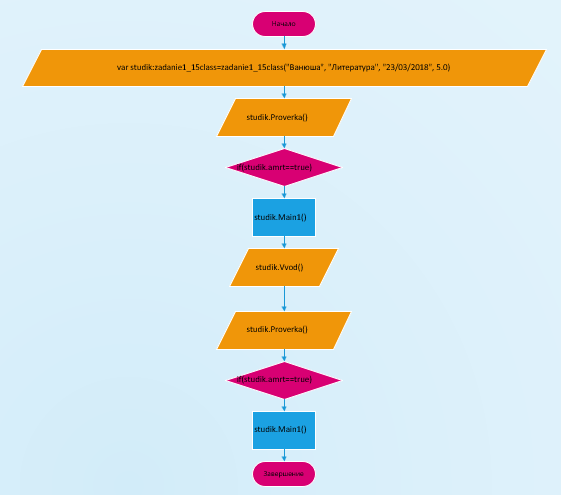 Начало
var studik:zadanie1_15class=zadanie1_15class("Ванюша", "Литература", "23/03/2018", 5.0)
studik.Proverka()
if(studik.amrt==true)
studik.Main1()
studik.Vvod()
studik.Proverka()
if(studik.amrt==true)
studik.Main1()
Завершение